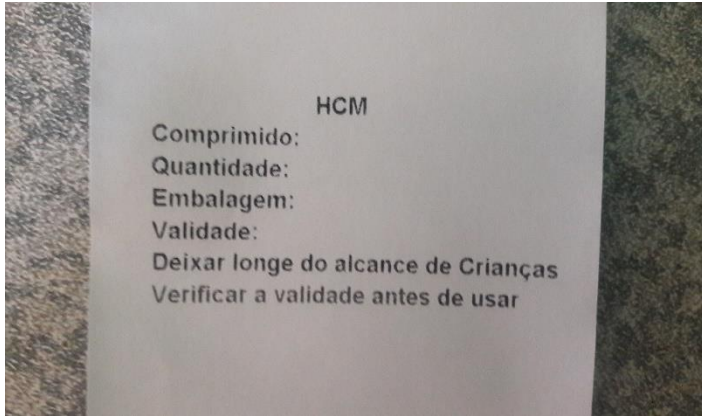 HCM
Comprimido:
Quantidade:
Embalagem:
Validade:
Deixar longe do alcance de Crianças
Verificar a validade antes de usar